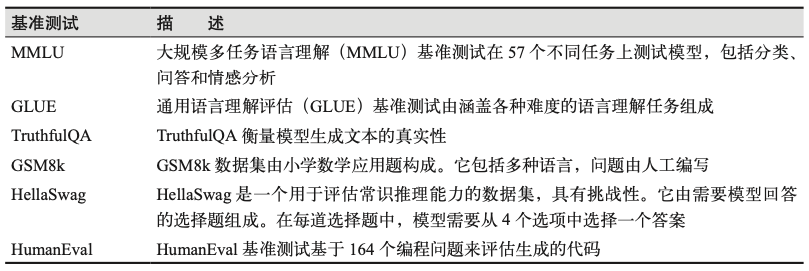 基准测试 描 述
MMLU 大规模多任务语言理解（MMLU）基准测试在 57 个不同任务上测试模型，包括分类、
问答和情感分析
GLUE 通用语言理解评估（GLUE）基准测试由涵盖各种难度的语言理解任务组成
TruthfulQA TruthfulQA 衡量模型生成文本的真实性
GSM8k GSM8k 数据集由小学数学应用题构成。它包括多种语言，问题由人工编写
HellaSwag HellaSwag 是一个用于评估常识推理能力的数据集，具有挑战性。它由需要模型回答
的选择题组成。在每道选择题中，模型需要从 4 个选项中选择一个答案
HumanEval HumanEval 基准测试基于 164 个编程问题来评估生成的代码